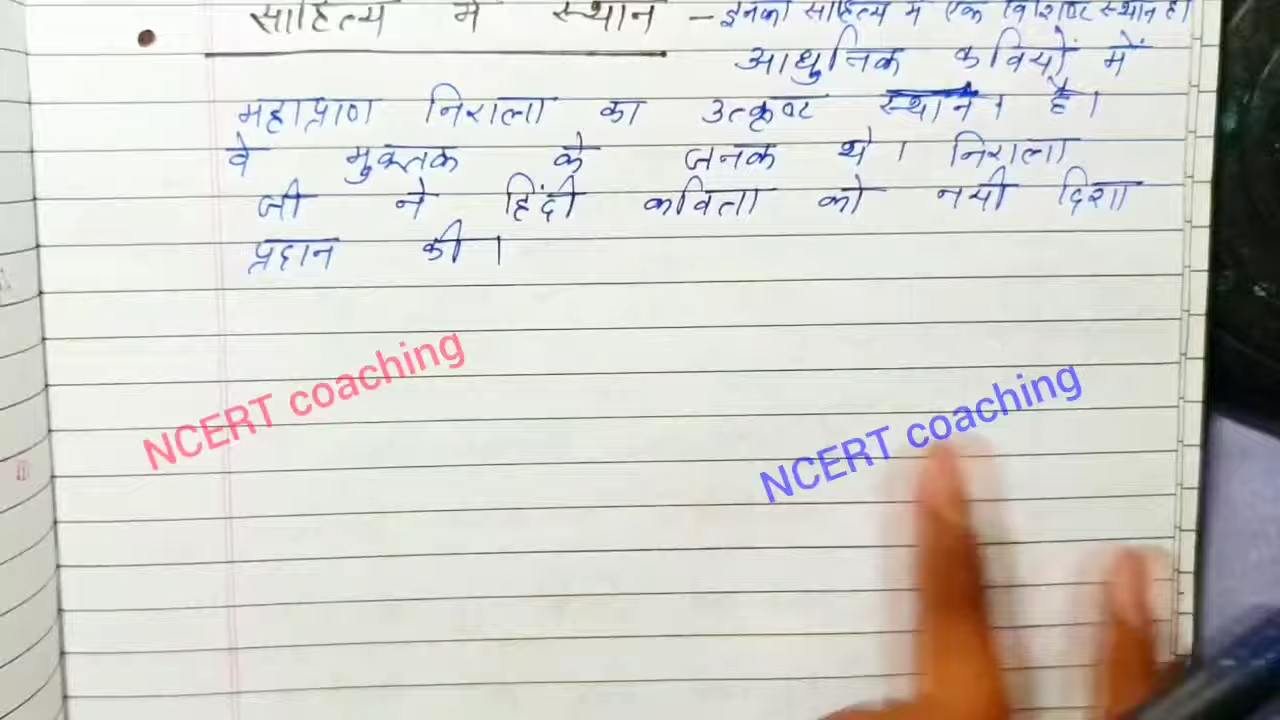 साहित्य में स्थान – इनका साहित्य में एक विशिष्ट स्थान है।
आधुनिक कवियों में
महाप्राण निराला का उत्कृष्ट स्थान । है।
वे मुक्तक के जनक थे । निराला
जी ने हिंदी कविता को नयी दिशा
प्रदान की ।
NCERT coaching
NCERT coaching